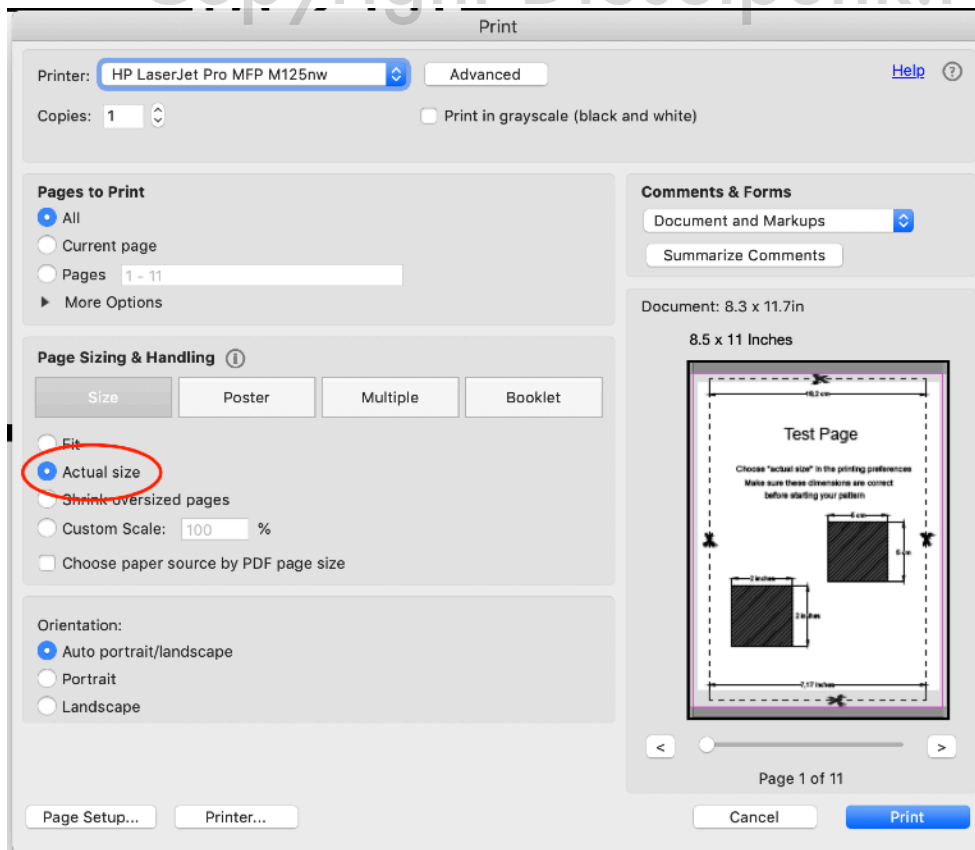 Print
Printer: HP LaserJet Pro MFP M125nw Advanced Help ?
Copies: 1 Print in grayscale (black and white)
Pages to Print
All
Current page
Pages 1 - 11
More Options
Comments & Forms
Document and Markups
Summarize Comments
Page Sizing & Handling i
Size Poster Multiple Booklet
Fit
Actual size
Shrink oversized pages
Custom Scale: 100 %
Choose paper source by PDF page size
Orientation:
Auto portrait/landscape
Portrait
Landscape
Document: 8.3 x 11.7in
8.5 x 11 Inches
Test Page
Choose "actual size" in the printing preferences
Make sure these dimensions are correct
before starting your pattern
2 inches
2 inches
7,17 inches
< >
Page 1 of 11
Page Setup... Printer... Cancel Print